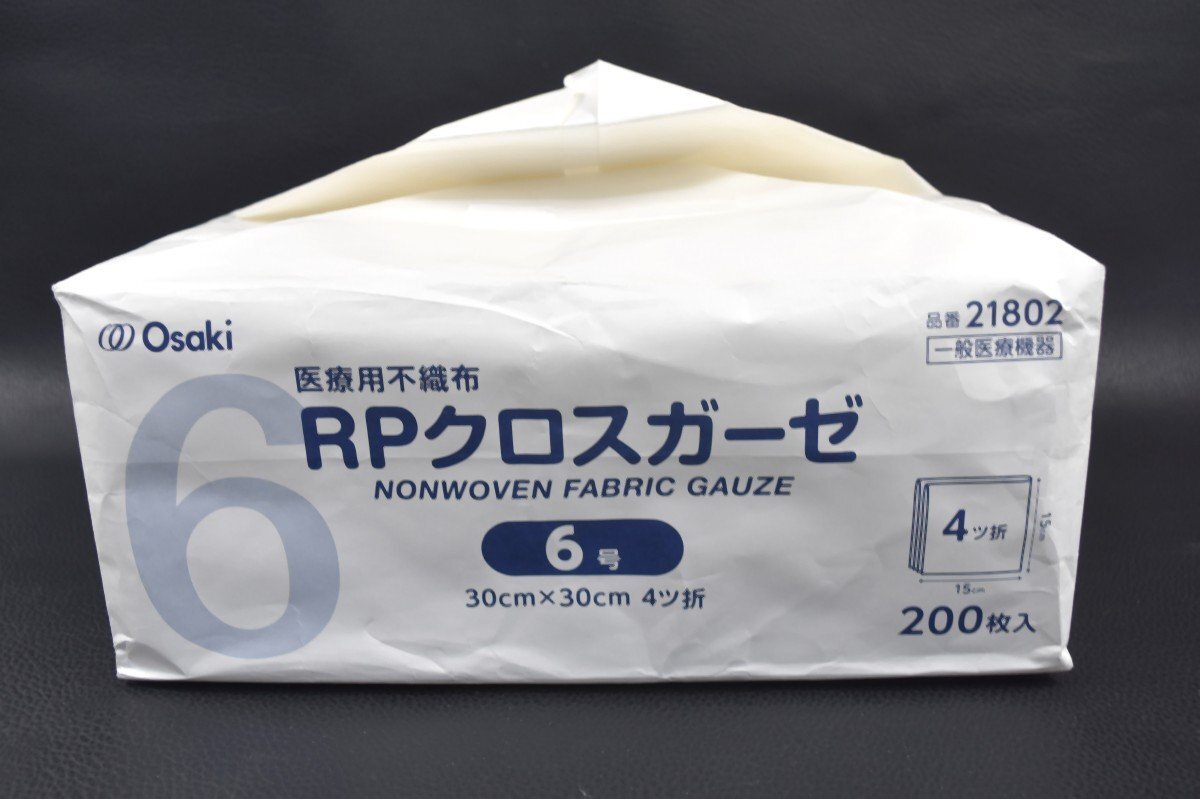 Osaki
品番 21802
一般医療機器
6
医療用不織布
RPクロスガーゼ
NONWOVEN FABRIC GAUZE
6号
30cm×30cm 4ツ折
4ツ折
15cm
15cm
200枚入